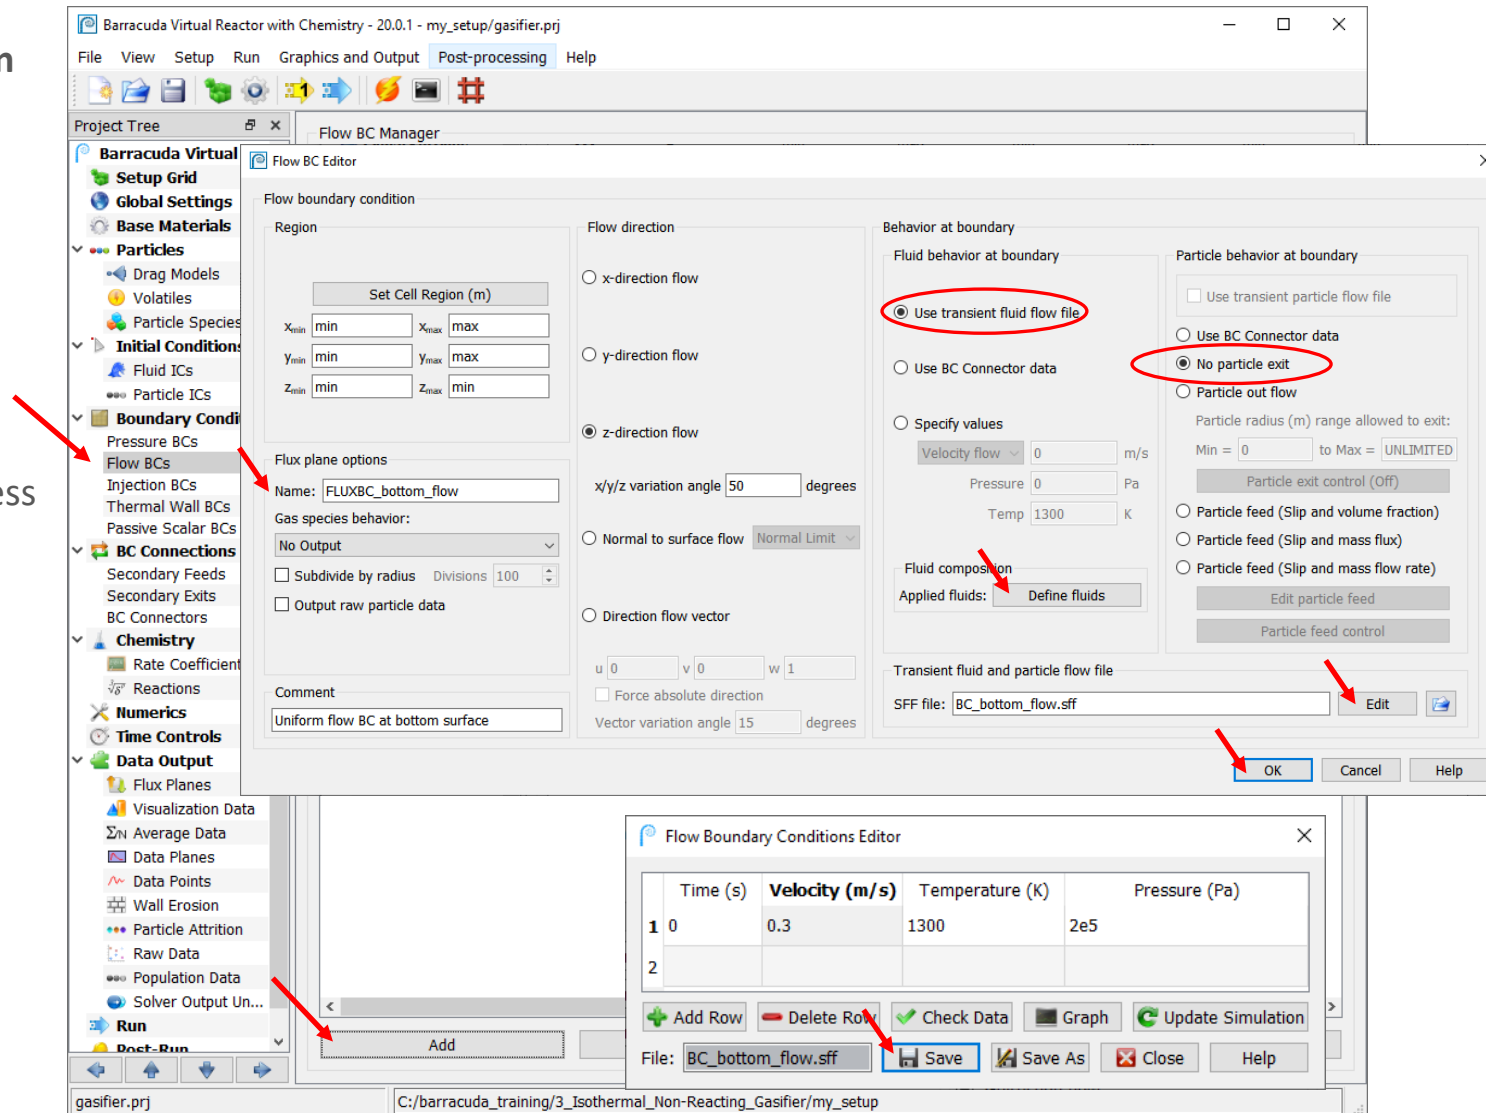 Barracuda Virtual Reactor with Chemistry - 20.0.1 - my_setup/gasifier.prj
File View Setup Run Graphics and Output Post-processing Help
Project Tree
Flow BC Manager
Barracuda Virtual
Setup Grid
Global Settings
Base Materials
Particles
Drag Models
Volatiles
Particle Species
Initial Conditions
Fluid ICs
Particle ICs
Boundary Condit
Pressure BCs
Flow BCs
Injection BCs
Thermal Wall BCs
Passive Scalar BCs
BC Connections
Secondary Feeds
Secondary Exits
BC Connectors
Chemistry
Rate Coefficient
Reactions
Numerics
Time Controls
Data Output
Flux Planes
Visualization Data
Average Data
Data Planes
Data Points
Wall Erosion
Particle Attrition
Raw Data
Population Data
Solver Output Un...
Run
Post-Run
gasifier.prj
C:/barracuda_training/3_Isothermal_Non-Reacting_Gasifier/my_setup
Add
Flow BC Editor
Flow boundary condition
Region
Set Cell Region (m)
xmin min xmax max
ymin min ymax max
zmin min zmax min
Flux plane options
Name: FLUXBC_bottom_flow
Gas species behavior:
No Output
Subdivide by radius Divisions 100
Output raw particle data
Comment
Uniform flow BC at bottom surface
Flow direction
x-direction flow
y-direction flow
z-direction flow
x/y/z variation angle 50 degrees
Normal to surface flow Normal Limit
Direction flow vector
u 0 v 0 w 1
Force absolute direction
Vector variation angle 15 degrees
Behavior at boundary
Fluid behavior at boundary
Use transient fluid flow file
Use BC Connector data
Specify values
Velocity flow 0 m/s
Pressure 0 Pa
Temp 1300 K
Fluid composition
Applied fluids: Define fluids
Particle behavior at boundary
Use transient particle flow file
Use BC Connector data
No particle exit
Particle out flow
Particle radius (m) range allowed to exit:
Min = 0 to Max = UNLIMITED
Particle exit control (Off)
Particle feed (Slip and volume fraction)
Particle feed (Slip and mass flux)
Particle feed (Slip and mass flow rate)
Edit particle feed
Particle feed control
Transient fluid and particle flow file
SFF file: BC_bottom_flow.sff Edit
OK Cancel Help
Flow Boundary Conditions Editor
Time (s) Velocity (m/s) Temperature (K) Pressure (Pa)
1 0 0.3 1300 2e5
2
Add Row Delete Row Check Data Graph Update Simulation
File: BC_bottom_flow.sff Save Save As Close Help